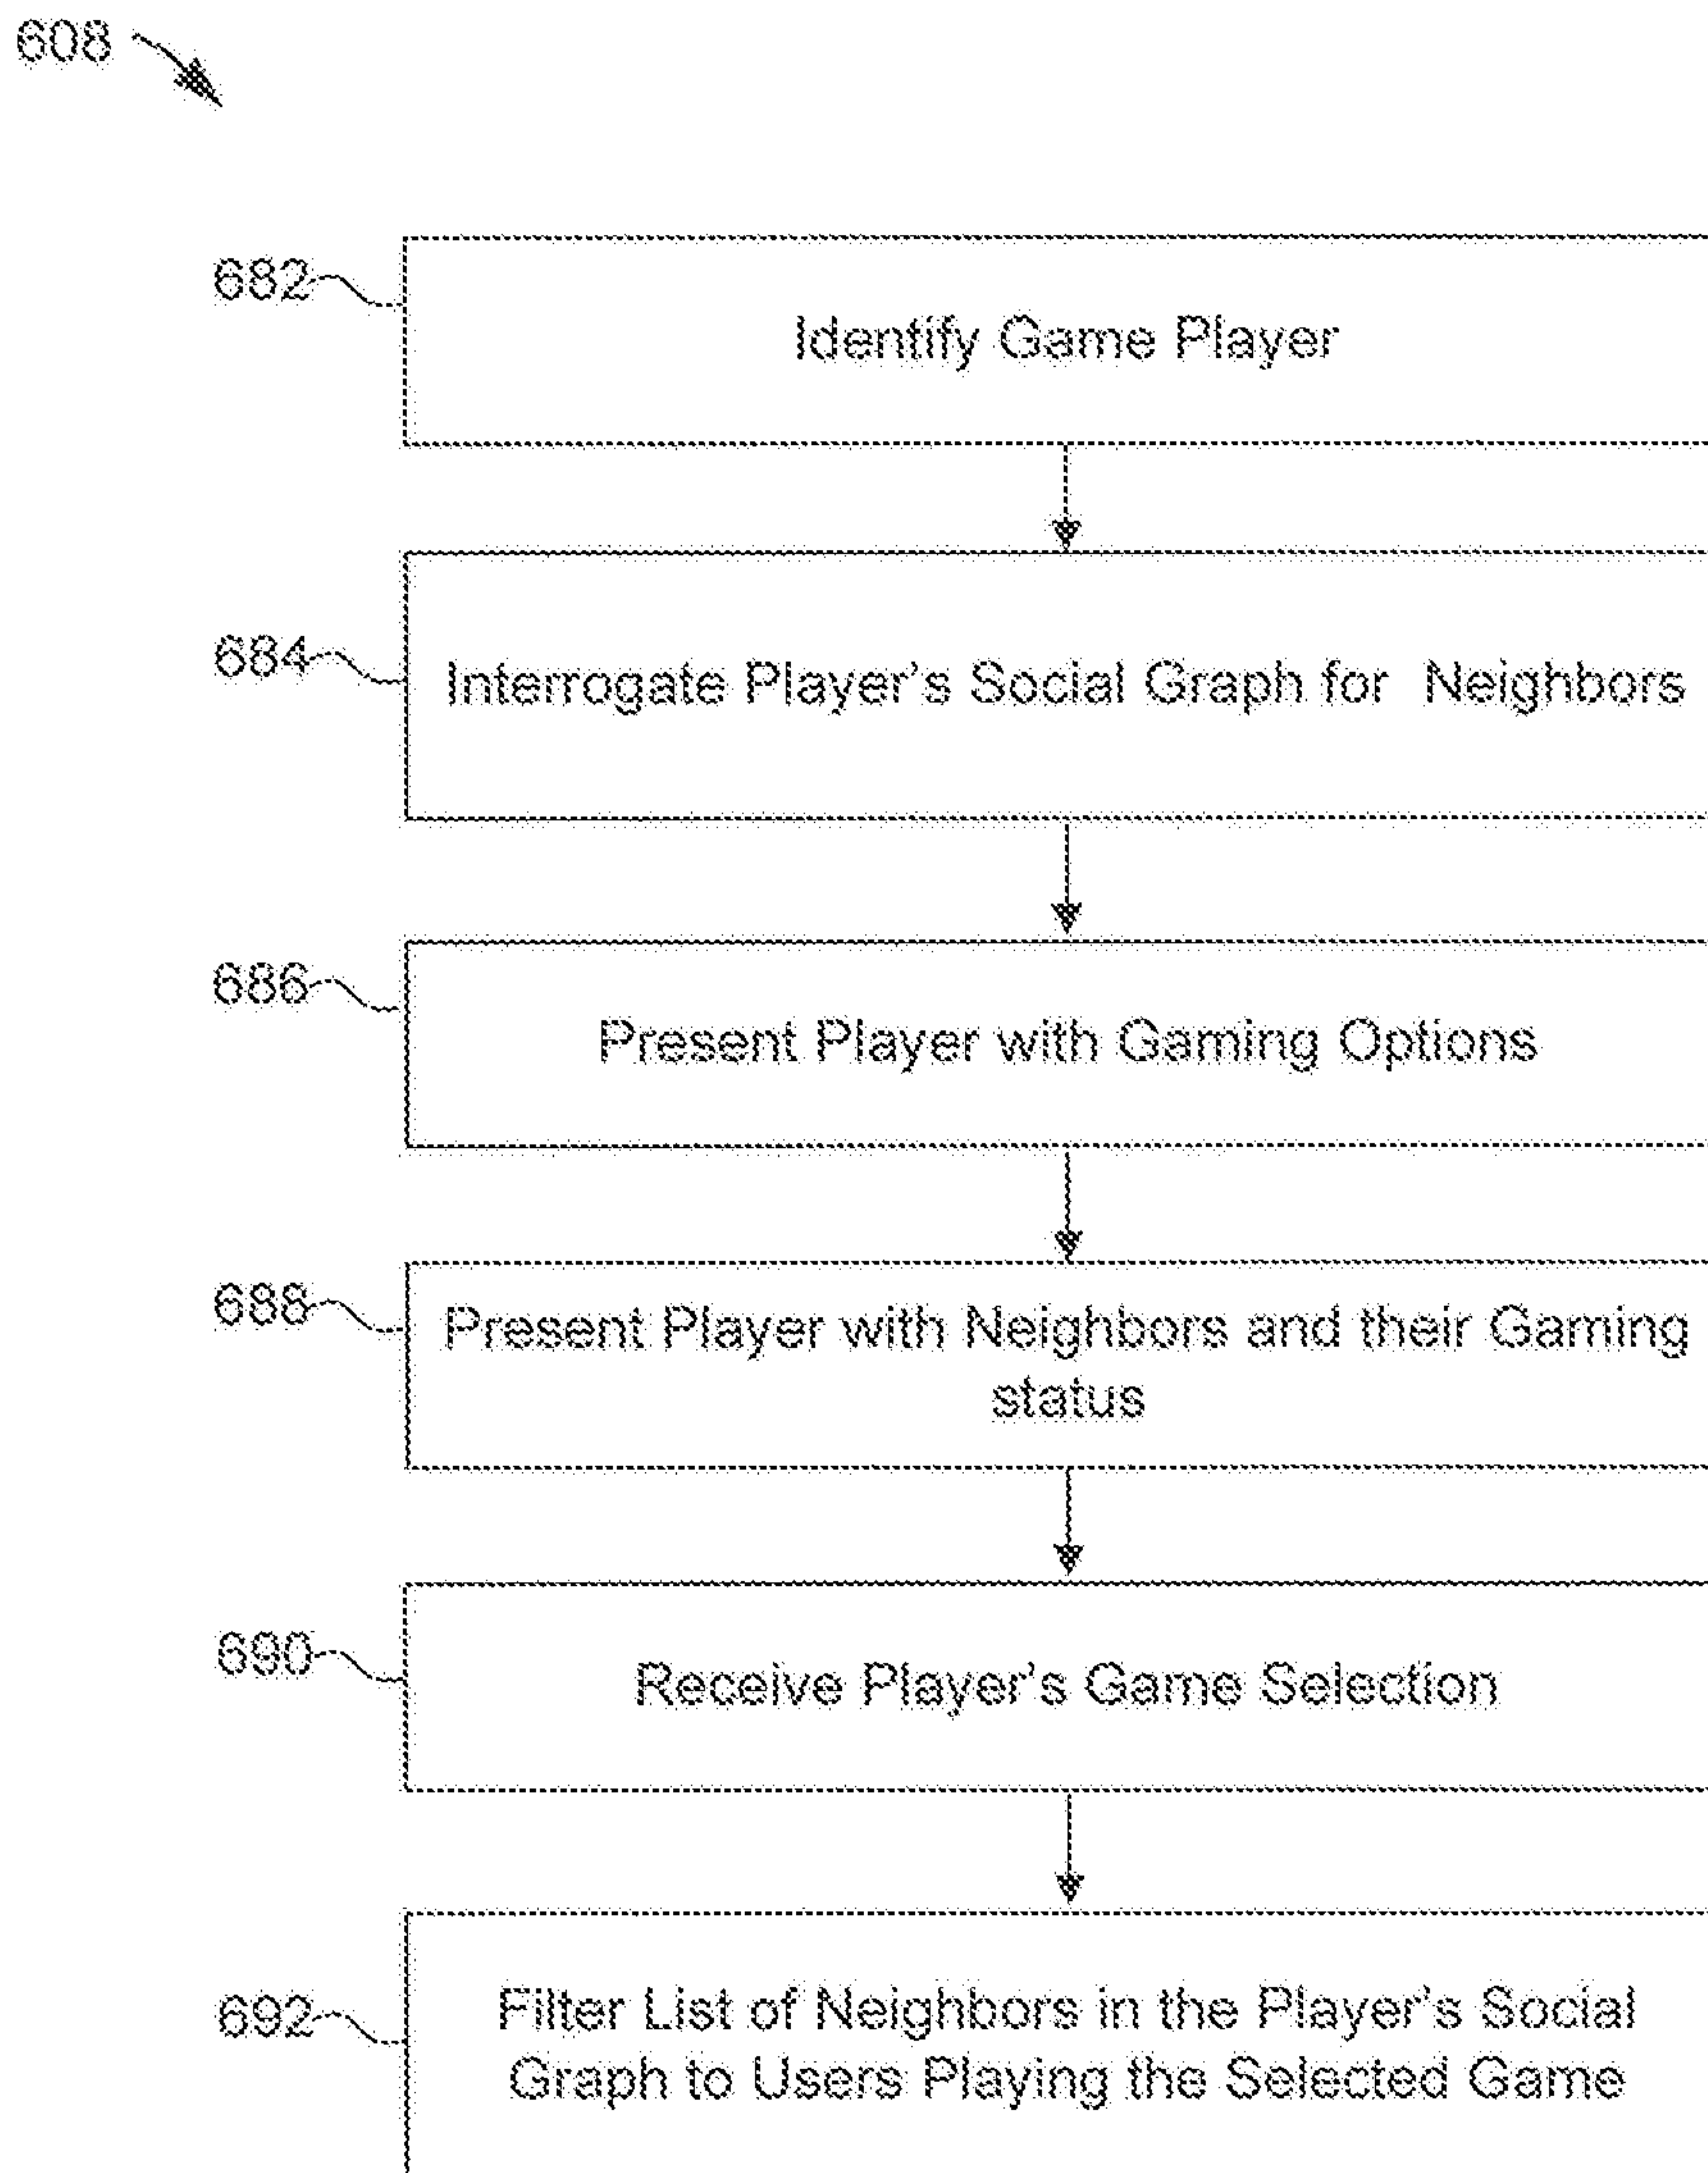 608
682
Identify Game Player
684
Interrogate Player's Social Graph for Neighbors
686
Present Player with Gaming Options
688
Present Player with Neighbors and their Gaming
status
690
Receive Player's Game Selection
692
Filter List of Neighbors in the Player's Social
Graph to Users Playing the Selected Game